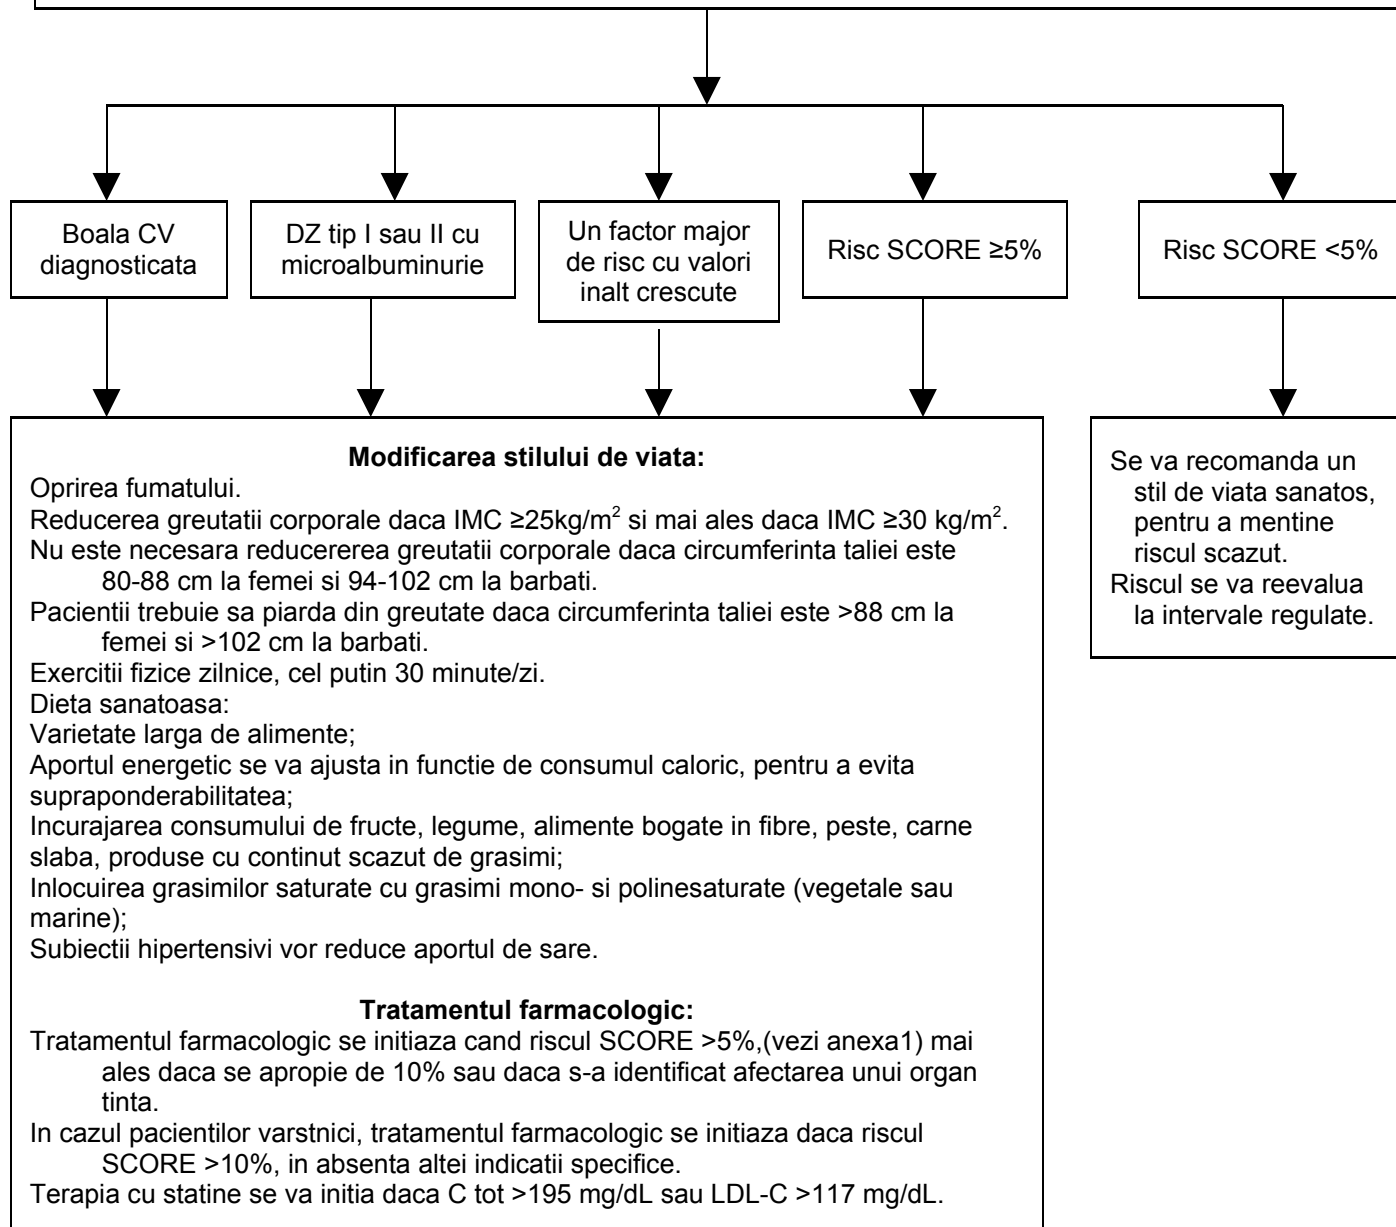 Boala CV
diagnosticata
DZ tip I sau II cu
microalbuminurie
Un factor major
de risc cu valori
inalt crescute
Risc SCORE ≥5%
Risc SCORE <5%
Modificarea stilului de viata:
Oprirea fumatului.
Reducerea greutatii corporale daca IMC ≥25kg/m² si mai ales daca IMC ≥30 kg/m².
Nu este necesara reducererea greutatii corporale daca circumferinta taliei este
80-88 cm la femei si 94-102 cm la barbati.
Pacientii trebuie sa piarda din greutate daca circumferinta taliei este >88 cm la
femei si >102 cm la barbati.
Exercitii fizice zilnice, cel putin 30 minute/zi.
Dieta sanatoasa:
Varietate larga de alimente;
Aportul energetic se va ajusta in functie de consumul caloric, pentru a evita
supraponderabilitatea;
Incurajarea consumului de fructe, legume, alimente bogate in fibre, peste, carne
slaba, produse cu continut scazut de grasimi;
Inlocuirea grasimilor saturate cu grasimi mono- si polinesaturate (vegetale sau
marine);
Subiectii hipertensivi vor reduce aportul de sare.
Tratamentul farmacologic:
Tratamentul farmacologic se initiaza cand riscul SCORE >5%,(vezi anexa1) mai
ales daca se apropie de 10% sau daca s-a identificat afectarea unui organ
tinta.
In cazul pacientilor varstnici, tratamentul farmacologic se initiaza daca riscul
SCORE >10%, in absenta altei indicatii specifice.
Terapia cu statine se va initia daca C tot >195 mg/dL sau LDL-C >117 mg/dL.
Se va recomanda un
stil de viata sanatos,
pentru a mentine
riscul scazut.
Riscul se va reevalua
la intervale regulate.